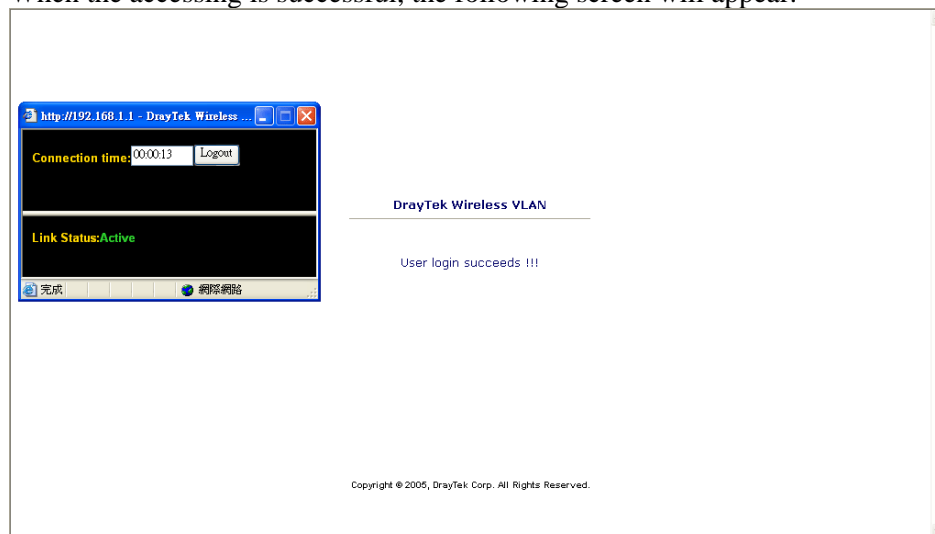 When the accessing is successful, the following screen will appear.
http://192.168.1.1 - DrayTek Wireless ...
Connection time:00:00:13 Logout
Link Status:Active
完成 網際網路
DrayTek Wireless VLAN
User login succeeds !!!
Copyright © 2005, DrayTek Corp. All Rights Reserved.